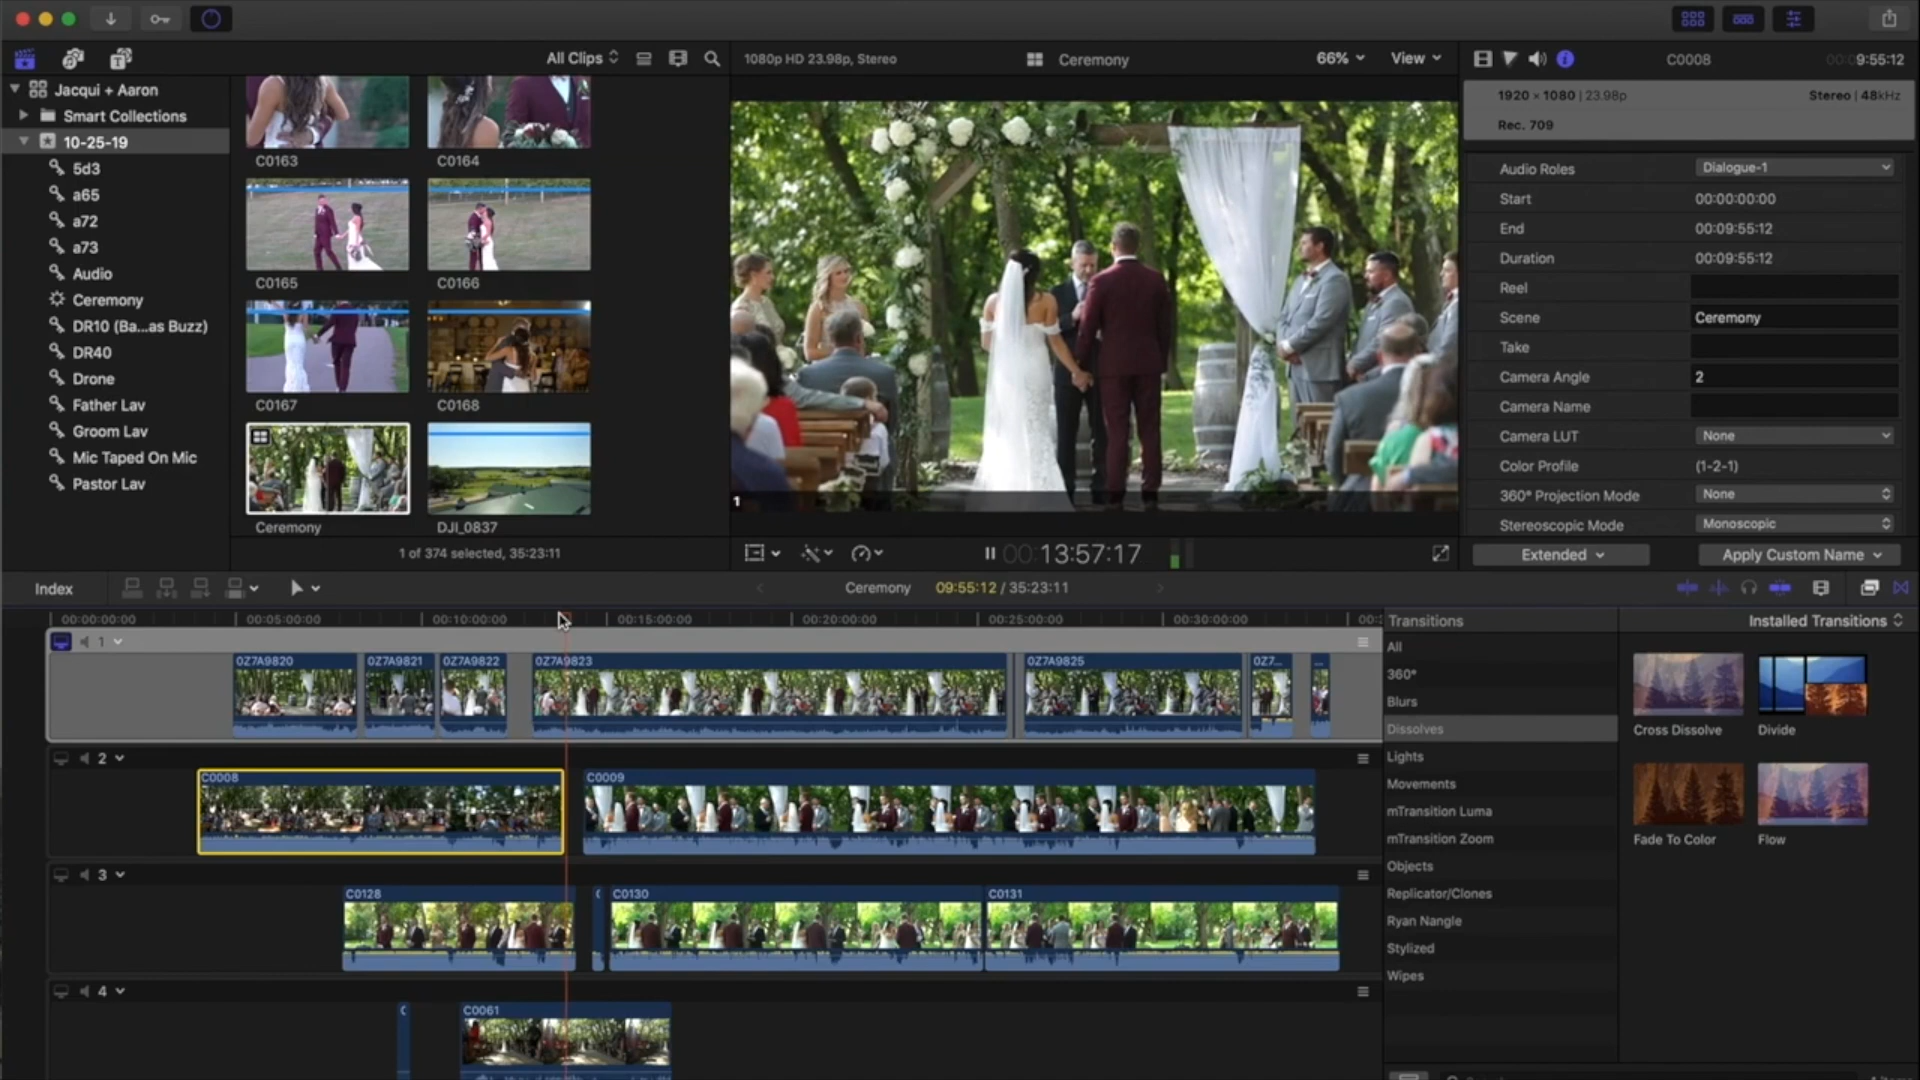 All Clips
1080p HD 23.98p, Stereo
Ceremony
66%
View
C0008
9:55:12
Jacqui + Aaron
Smart Collections
10-25-19
5d3
a65
a72
a73
Audio
Ceremony
DR10 (Ba...as Buzz)
DR40
Drone
Father Lav
Groom Lav
Mic Taped On Mic
Pastor Lav
C0163
C0164
C0165
C0166
C0167
C0168
Ceremony
DJI_0837
1 of 374 selected, 35:23:11
1
00:13:57:17
1920 × 1080 | 23.98p
Stereo | 48kHz
Rec. 709
Audio Roles
Dialogue-1
Start
00:00:00:00
End
00:09:55:12
Duration
00:09:55:12
Reel
Scene
Ceremony
Take
Camera Angle
2
Camera Name
Camera LUT
None
Color Profile
(1-2-1)
360° Projection Mode
None
Stereoscopic Mode
Monoscopic
Extended
Apply Custom Name
Index
Ceremony
09:55:12 / 35:23:11
00:00:00:00
00:05:00:00
00:10:00:00
00:15:00:00
00:20:00:00
00:25:00:00
00:30:00:00
1
0Z7A9820
0Z7A9821
0Z7A9822
0Z7A9823
0Z7A9825
0Z7...
...
2
C0008
C0009
3
C0128
C
C0130
C0131
4
C
C0061
Transitions
Installed Transitions
All
360°
Blurs
Dissolves
Lights
Movements
mTransition Luma
mTransition Zoom
Objects
Replicator/Clones
Ryan Nangle
Stylized
Wipes
Cross Dissolve
Divide
Fade To Color
Flow